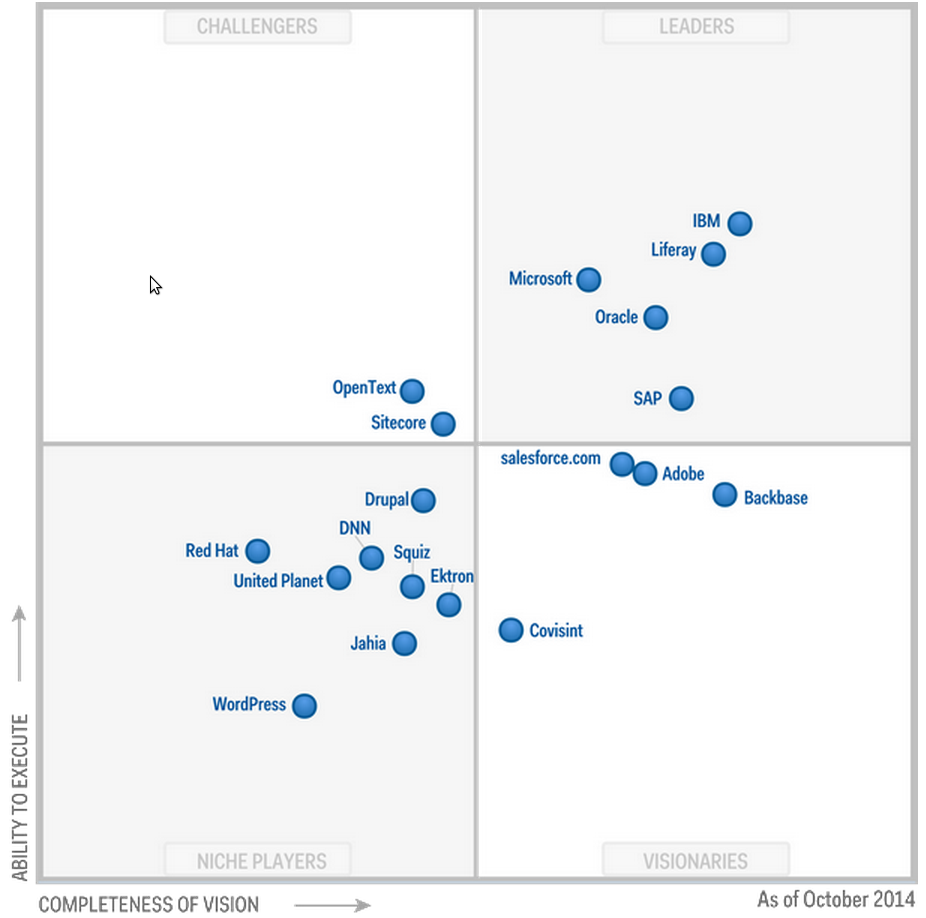 CHALLENGERS
LEADERS
IBM
Liferay
Microsoft
Oracle
OpenText
SAP
Sitecore
salesforce.com
Adobe
Backbase
Drupal
DNN
Red Hat
Squiz
United Planet
Ektron
Covisint
Jahia
WordPress
ABILITY TO EXECUTE
NICHE PLAYERS
VISIONARIES
COMPLETENESS OF VISION
As of October 2014